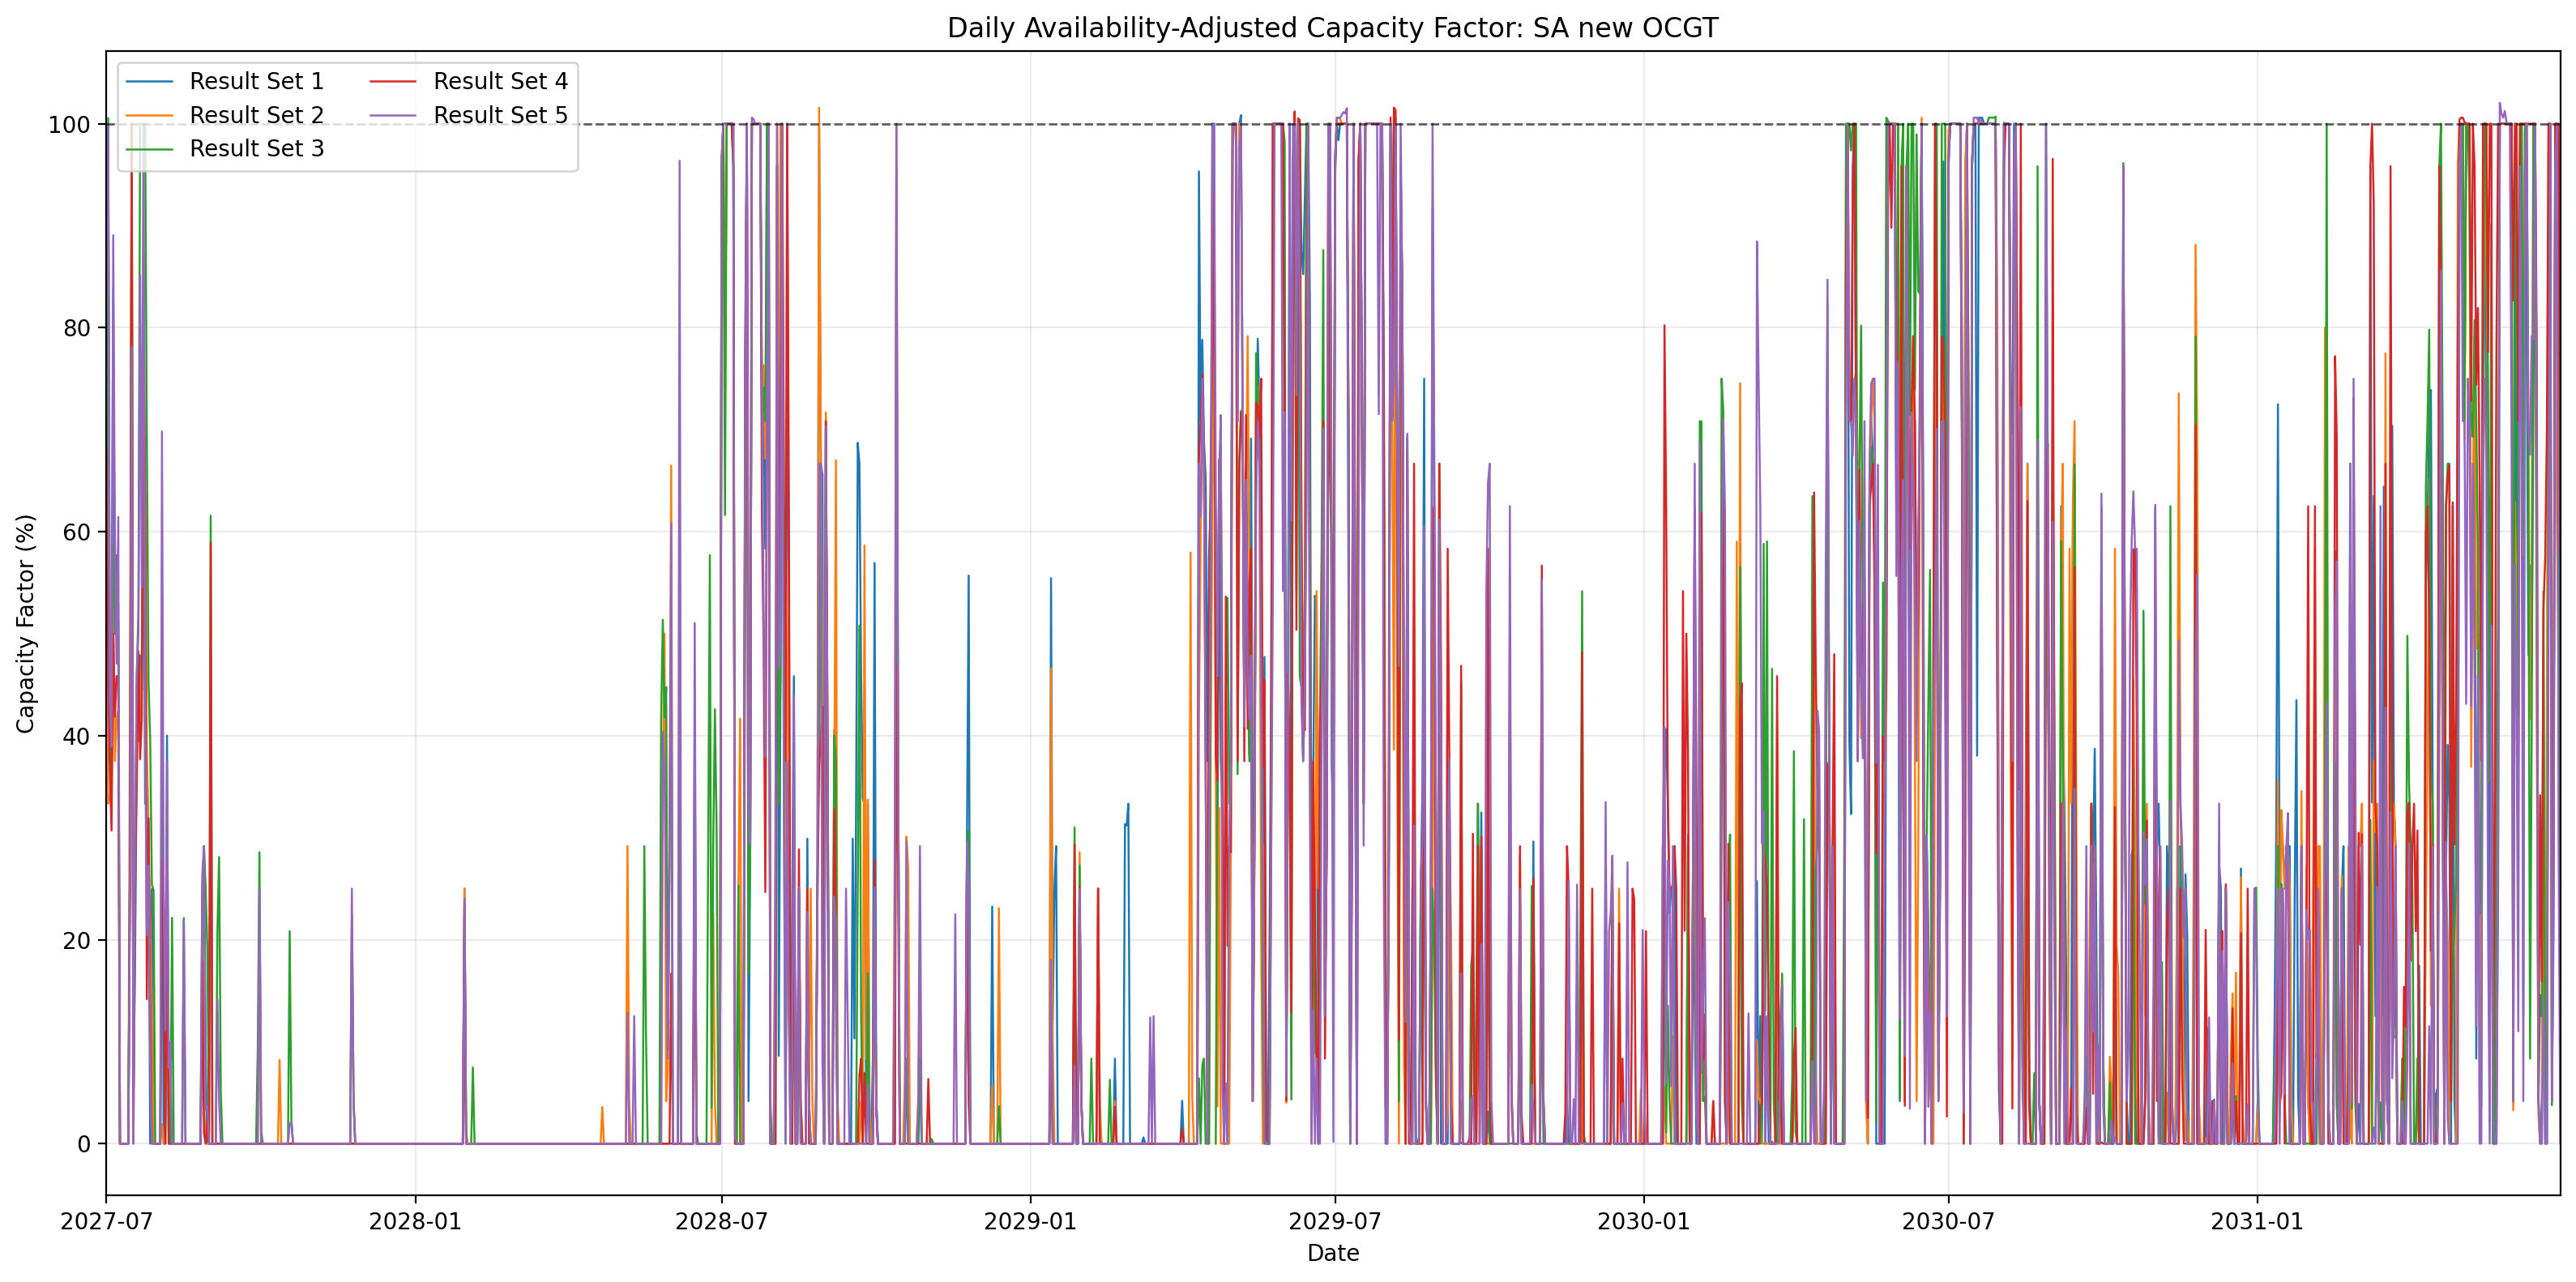 Daily Availability-Adjusted Capacity Factor: SA new OCGT
Result Set 1
Result Set 2
Result Set 3
Result Set 4
Result Set 5
Capacity Factor (%)
100
80
60
40
20
0
2027-07
2028-01
2028-07
2029-01
2029-07
2030-01
2030-07
2031-01
Date